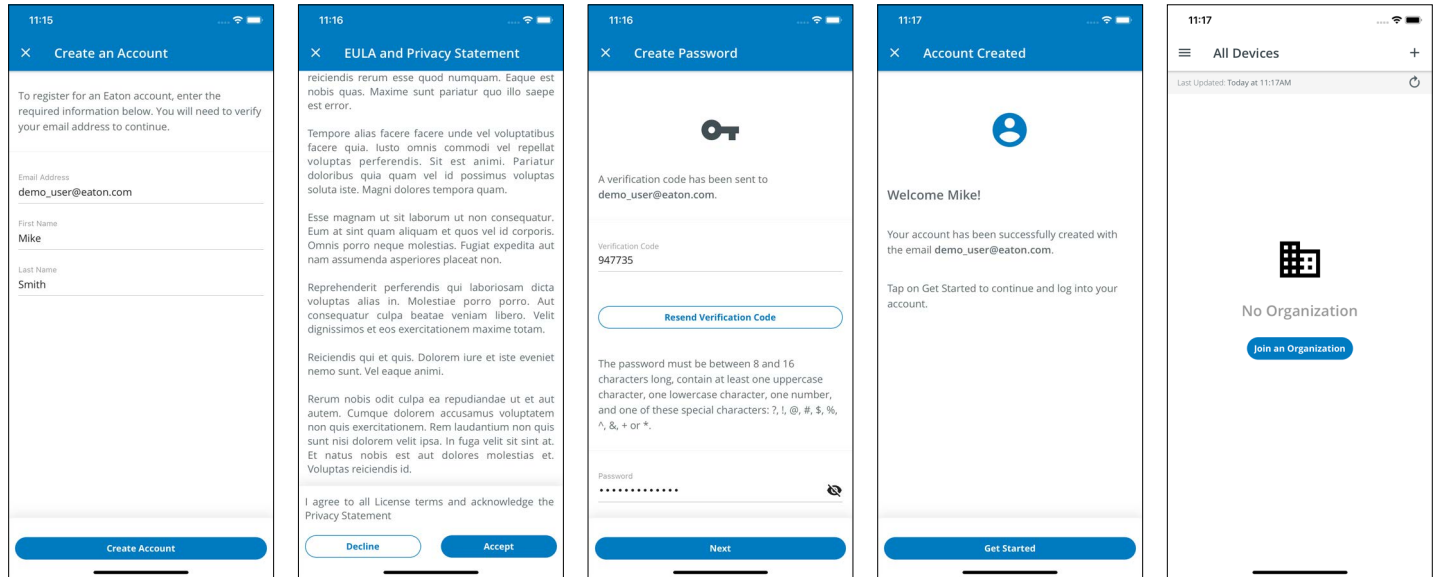 11:15
Create an Account
To register for an Eaton account, enter the
required information below. You will need to verify
your email address to continue.
Email Address
demo_user@eaton.com
First Name
Mike
Last Name
Smith
Create Account
11:16
EULA and Privacy Statement
reiciendis rerum esse quod numquam. Eaque est
nobis quas. Maxime sunt pariatur quo illo saepe
est error.
Tempore alias facere facere unde vel voluptatibus
facere quia. Iusto omnis commodi vel repellat
voluptas perferendis. Sit est animi. Pariatur
doloribus quia quam vel id possimus voluptas
soluta iste. Magni dolores tempora quam.
Esse magnam ut sit laborum ut non consequatur.
Eum at sint quam aliquam et quos vel id corporis.
Omnis porro neque molestias. Fugiat expedita aut
nam assumenda asperiores placeat non.
Reprehenderit perferendis qui laboriosam dicta
voluptas alias in. Molestiae porro porro. Aut
consequatur culpa beatae veniam libero. Velit
dignissimos et eos exercitationem maxime totam.
Reiciendis qui et quis. Dolorem iure et iste eveniet
nemo sunt. Vel eaque animi.
Rerum nobis odit culpa ea repudiandae ut et aut
autem. Cumque dolorem accusamus voluptatem
non quis exercitationem. Rem laudantium non quis
sunt nisi dolorem velit ipsa. In fuga velit sit sint at.
Et natus nobis est aut dolores molestias et.
Voluptas reiciendis id.
I agree to all License terms and acknowledge the
Privacy Statement
Decline
Accept
11:16
Create Password
A verification code has been sent to
demo_user@eaton.com.
Verification Code
947735
Resend Verification Code
The password must be between 8 and 16
characters long, contain at least one uppercase
character, one lowercase character, one number,
and one of these special characters: ?, !, @, #, $, %,
^, &, + or *.
Password
•••••••••••••
Next
11:17
Account Created
Welcome Mike!
Your account has been successfully created with
the email demo_user@eaton.com.
Tap on Get Started to continue and log into your
account.
Get Started
11:17
All Devices
Last Updated: Today at 11:17AM
No Organization
Join an Organization